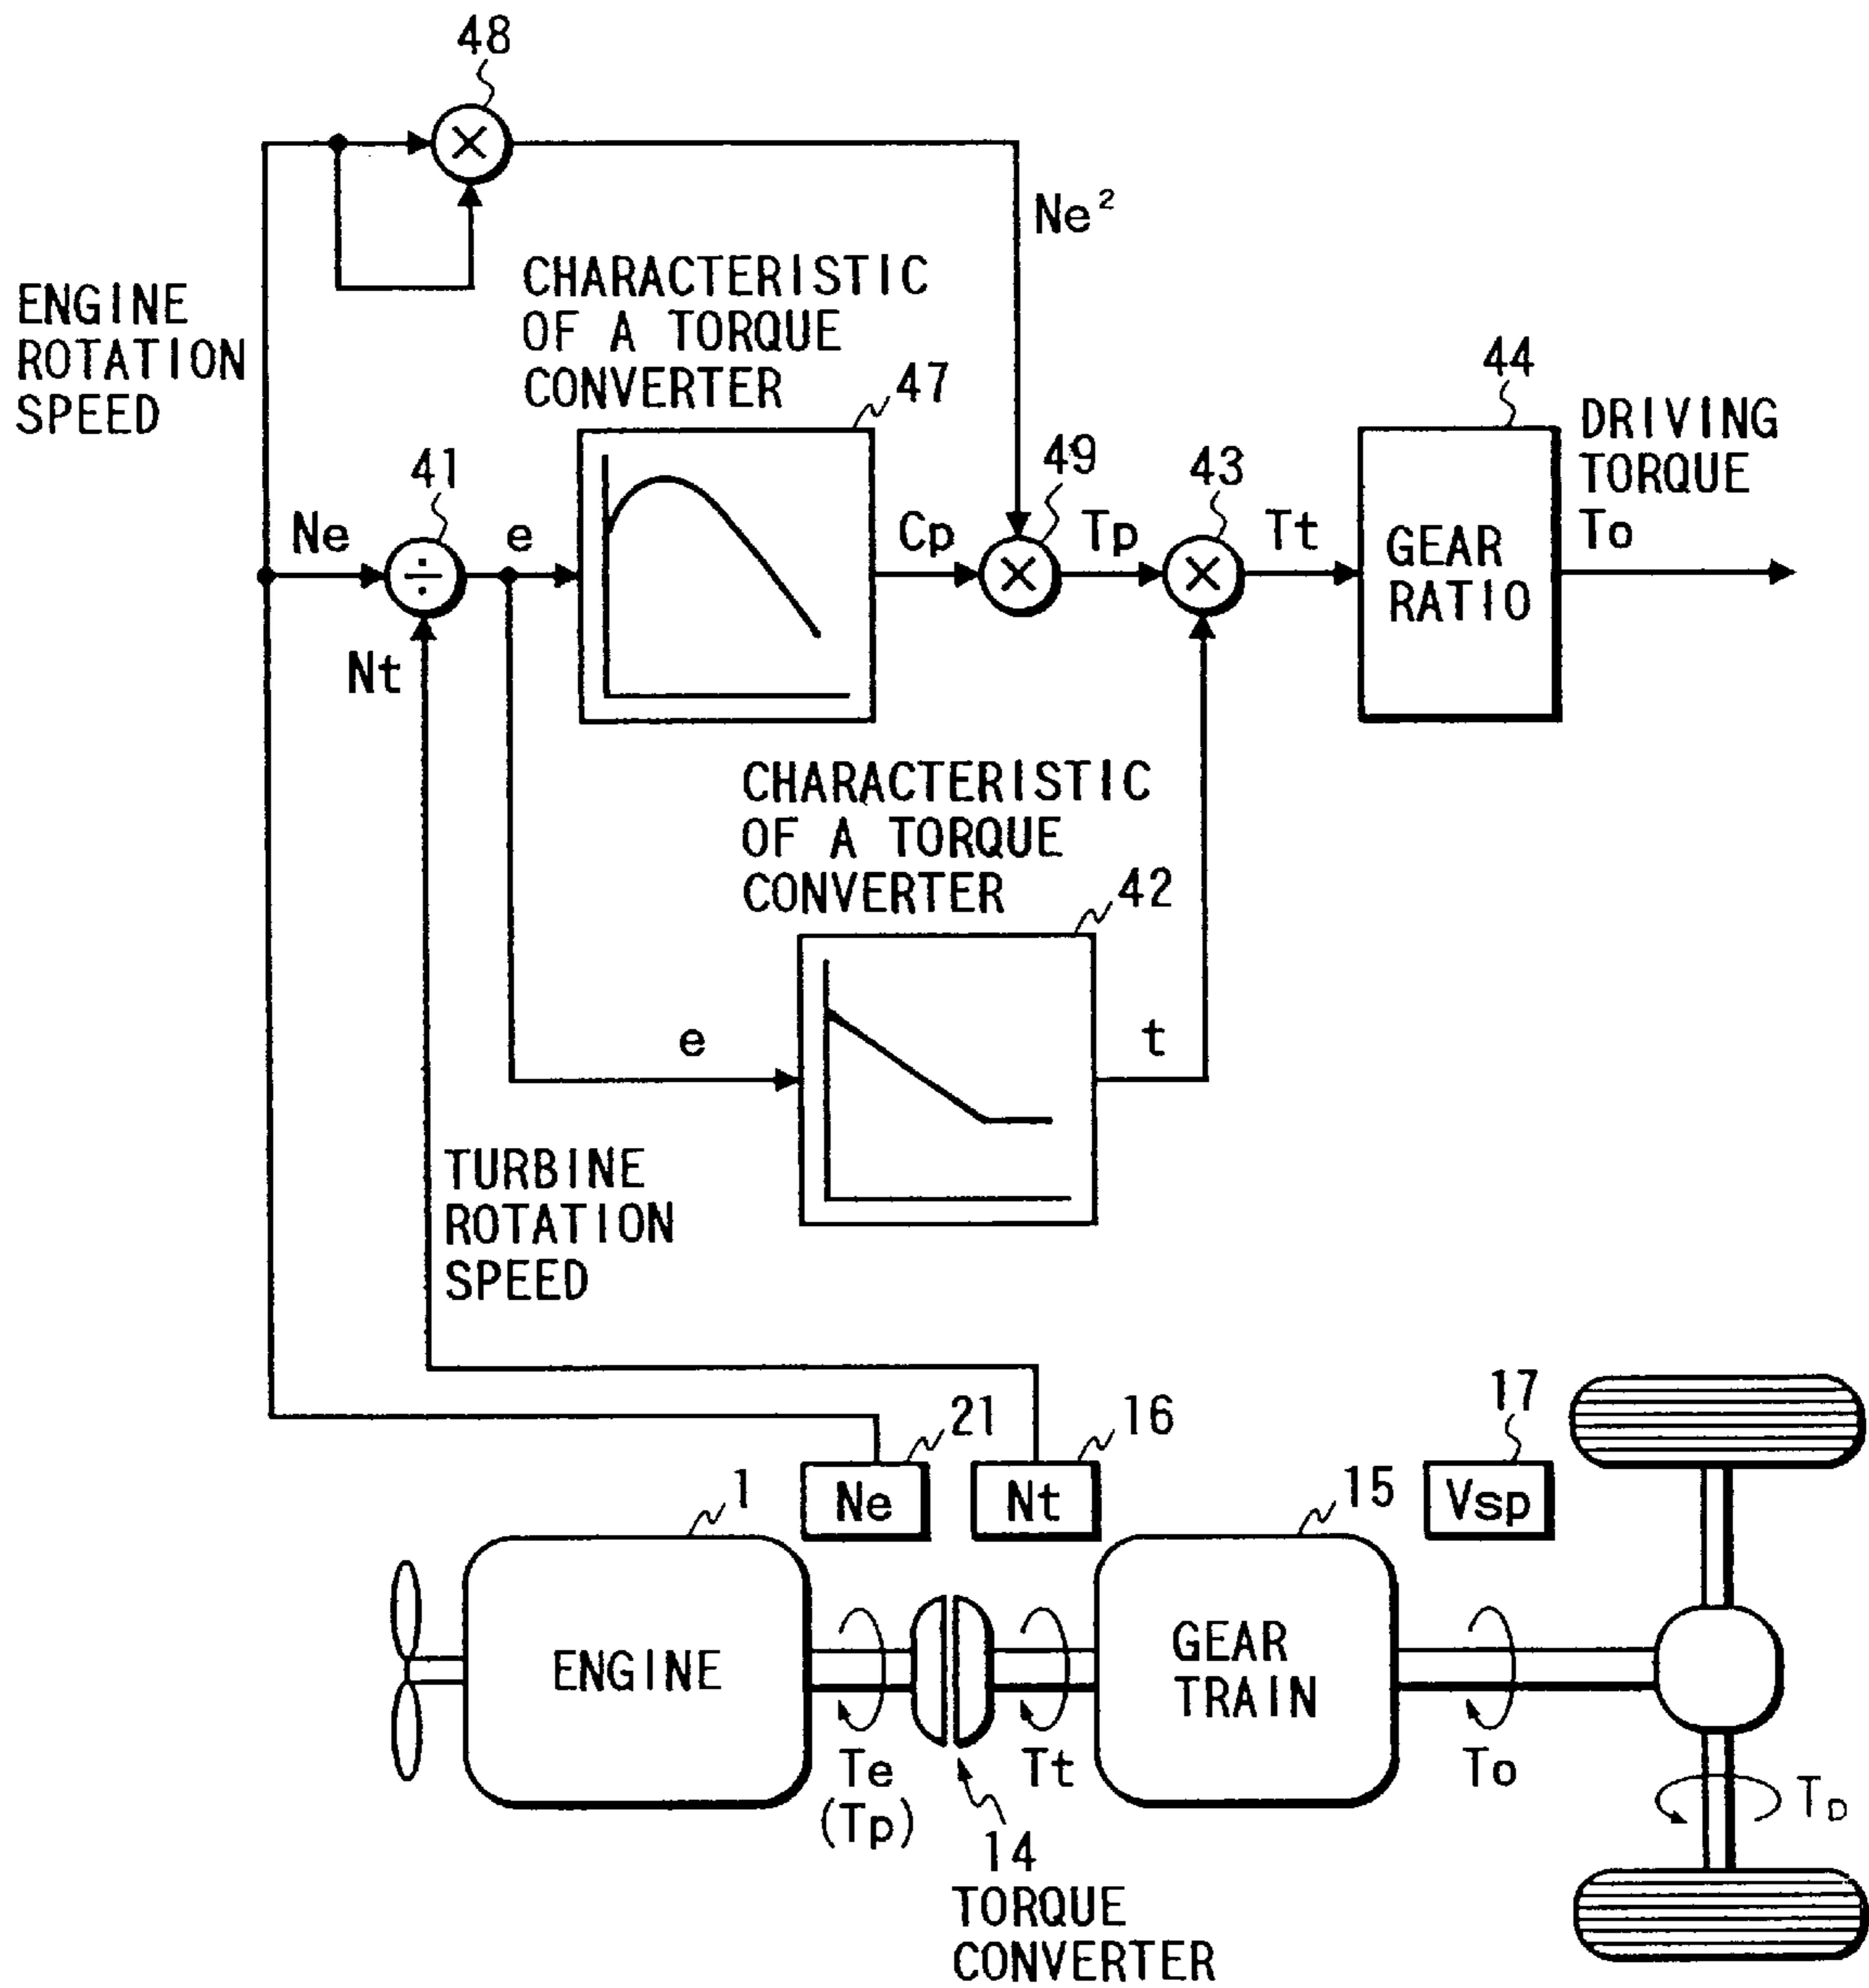 48
Ne²
ENGINE
ROTATION
SPEED
CHARACTERISTIC
OF A TORQUE
CONVERTER
47
44
DRIVING
TORQUE
To
41
49
43
Ne
e
Cp
Tp
Tt
÷
×
×
×
GEAR
RATIO
Nt
CHARACTERISTIC
OF A TORQUE
CONVERTER
42
e
t
TURBINE
ROTATION
SPEED
21
16
17
1
Ne
Nt
15
Vsp
ENGINE
GEAR
TRAIN
Te
(Tp)
Tt
To
T_D
14
TORQUE
CONVERTER